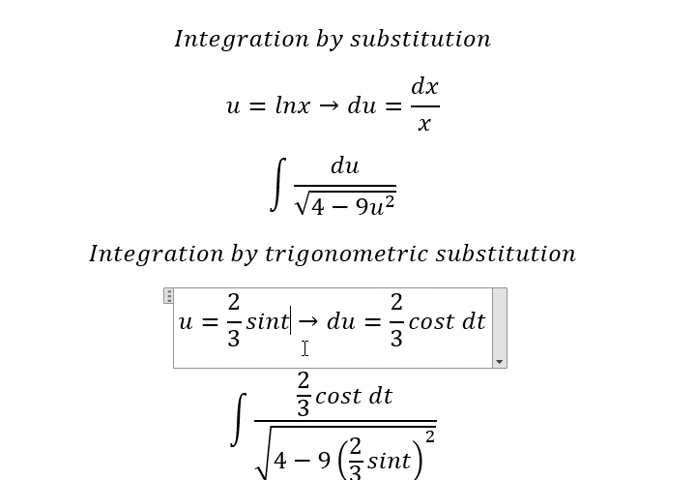 Integration by substitution
u = lnx → du = dx/x
∫ du/√(4 − 9u²)
Integration by trigonometric substitution
u = 2/3 sint → du = 2/3 cost dt
∫ (2/3 cost dt)/√(4 − 9(2/3 sint)²)